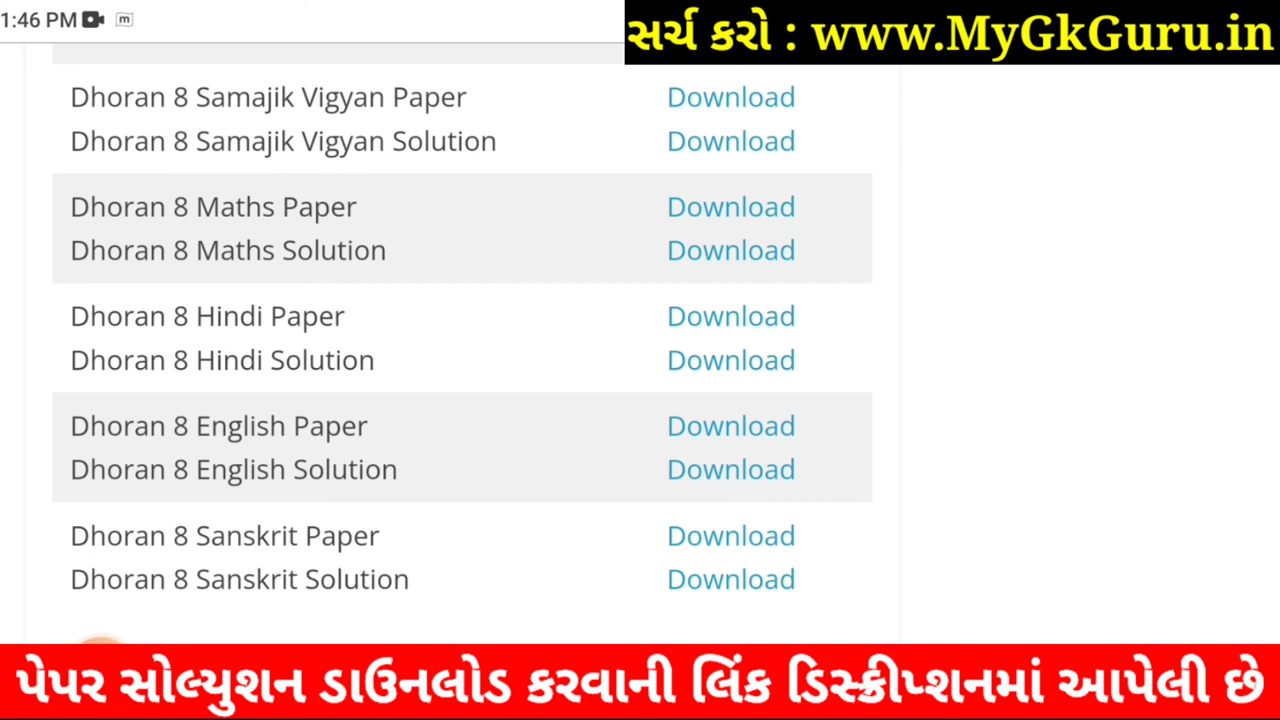 1:46 PM
સર્ચ કરો : www.MyGkGuru.in
Dhoran 8 Samajik Vigyan Paper Download
Dhoran 8 Samajik Vigyan Solution Download
Dhoran 8 Maths Paper Download
Dhoran 8 Maths Solution Download
Dhoran 8 Hindi Paper Download
Dhoran 8 Hindi Solution Download
Dhoran 8 English Paper Download
Dhoran 8 English Solution Download
Dhoran 8 Sanskrit Paper Download
Dhoran 8 Sanskrit Solution Download
પેપર સોલ્યુશન ડાઉનલોડ કરવાની લિંક ડિસ્ક્રીપ્શનમાં આપેલી છે